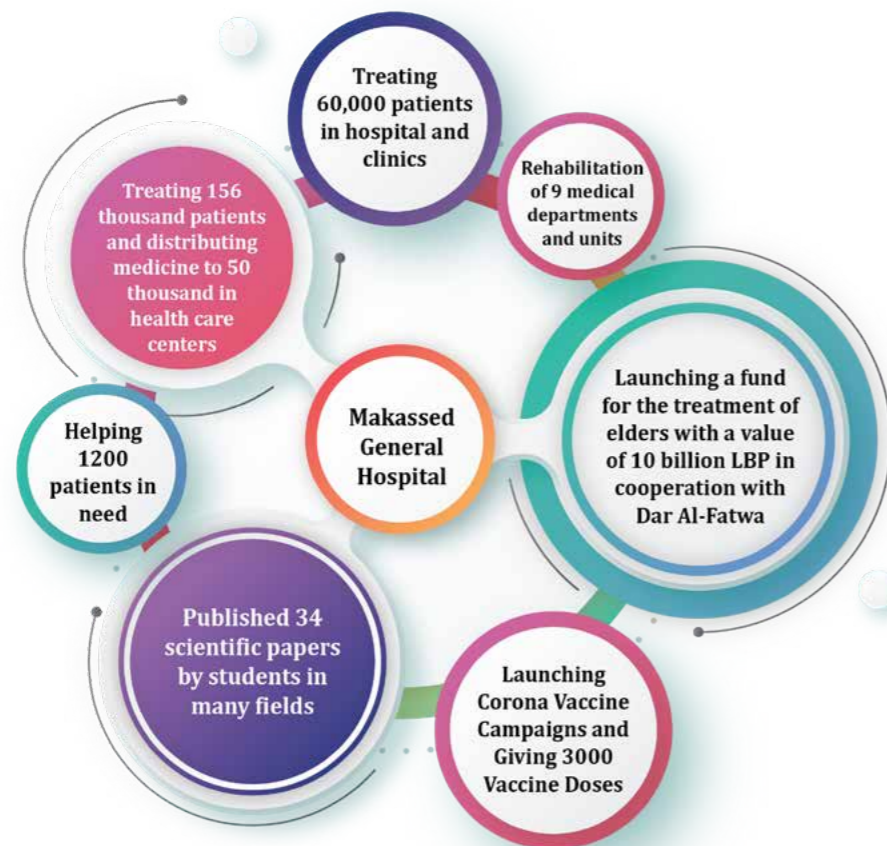 Treating
60,000 patients
in hospital and
clinics
Rehabilitation
of 9 medical
departments
and units
Treating 156
thousand patients
and distributing
medicine to 50
thousand in
health care
centers
Launching a fund
for the treatment of
elders with a value
of 10 billion LBP in
cooperation with
Dar Al-Fatwa
Makassed
General
Hospital
Helping
1200
patients in
need
Published 34
scientific papers
by students in
many fields
Launching
Corona Vaccine
Campaigns and
Giving 3000
Vaccine Doses